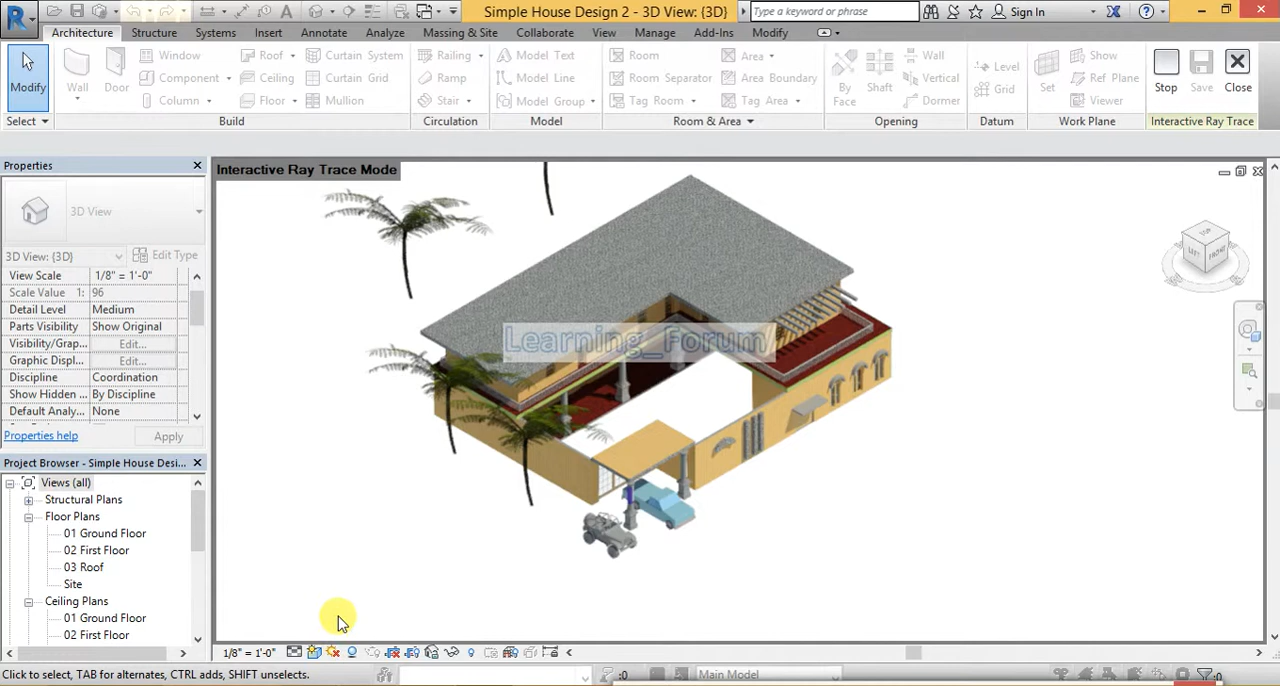 Simple House Design 2 - 3D View: {3D}
Type a keyword or phrase
Sign In
Architecture Structure Systems Insert Annotate Analyze Massing & Site Collaborate View Manage Add-Ins Modify
Modify
Select
Wall
Door
Window
Component
Column
Roof
Ceiling
Floor
Curtain System
Curtain Grid
Mullion
Build
Railing
Ramp
Stair
Circulation
Model Text
Model Line
Model Group
Model
Room
Room Separator
Tag Room
Area
Area Boundary
Tag Area
Room & Area
By Face
Shaft
Wall
Vertical
Dormer
Opening
Level
Grid
Datum
Set
Show
Ref Plane
Viewer
Work Plane
Stop
Save
Close
Interactive Ray Trace
Properties
3D View
3D View: {3D}
Edit Type
View Scale 1/8" = 1'-0"
Scale Value 1: 96
Detail Level Medium
Parts Visibility Show Original
Visibility/Grap... Edit...
Graphic Displ... Edit...
Discipline Coordination
Show Hidden ... By Discipline
Default Analy... None
Properties help
Apply
Project Browser - Simple House Desi...
Views (all)
Structural Plans
Floor Plans
01 Ground Floor
02 First Floor
03 Roof
Site
Ceiling Plans
01 Ground Floor
02 First Floor
Interactive Ray Trace Mode
Learning_Forum
TOP
LEFT
FRONT
1/8" = 1'-0"
Click to select, TAB for alternates, CTRL adds, SHIFT unselects.
:0
Main Model
:0